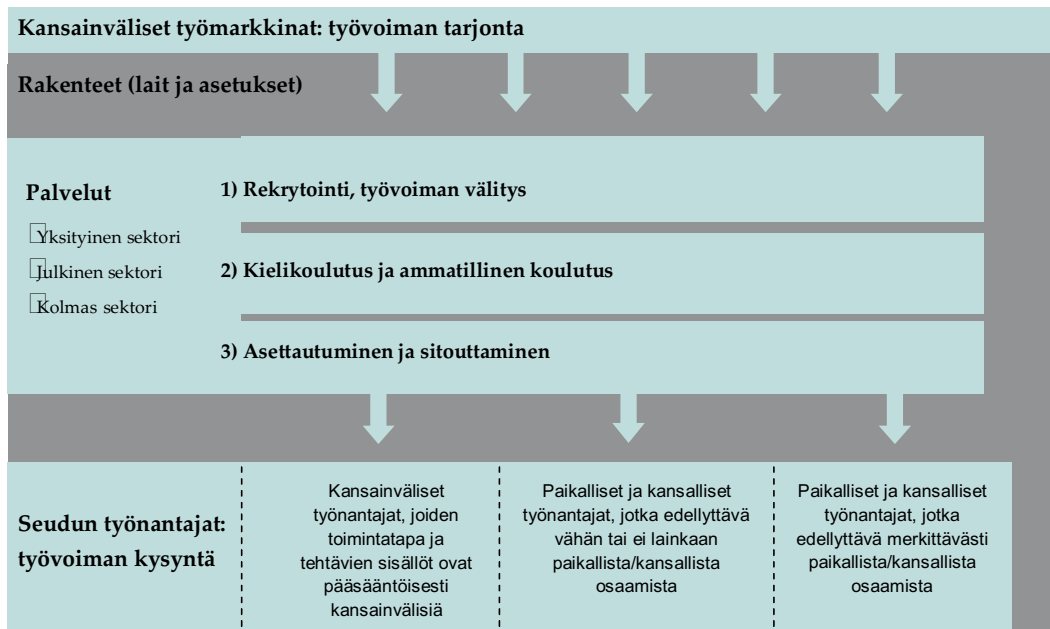 Kansainväliset työmarkkinat: työvoiman tarjonta
Rakenteet (lait ja asetukset)
Palvelut
Yksityinen sektori
Julkinen sektori
Kolmas sektori
1) Rekrytointi, työvoiman välitys
2) Kielikoulutus ja ammatillinen koulutus
3) Asettautuminen ja sitouttaminen
Seudun työnantajat:
työvoiman kysyntä
Kansainväliset
työnantajat, joiden
toimintatapa ja
tehtävien sisällöt ovat
pääsääntöisesti
kansainvälisiä
Paikalliset ja kansalliset
työnantajat, jotka edellyttävä
vähän tai ei lainkaan
paikallista/kansallista
osaamista
Paikalliset ja kansalliset
työnantajat, jotka
edellyttävä merkittävästi
paikallista/kansallista
osaamista